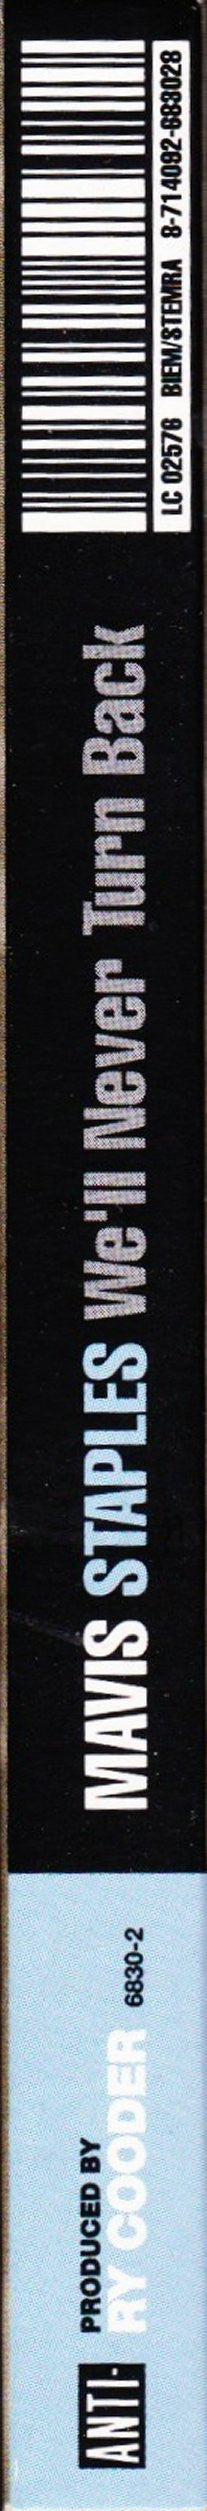 ANTI-
PRODUCED BY
RY COODER 6830-2
MAVIS STAPLES We'll Never Turn Back
LC 02576 BIEM/STEMRA 8-714092-683028